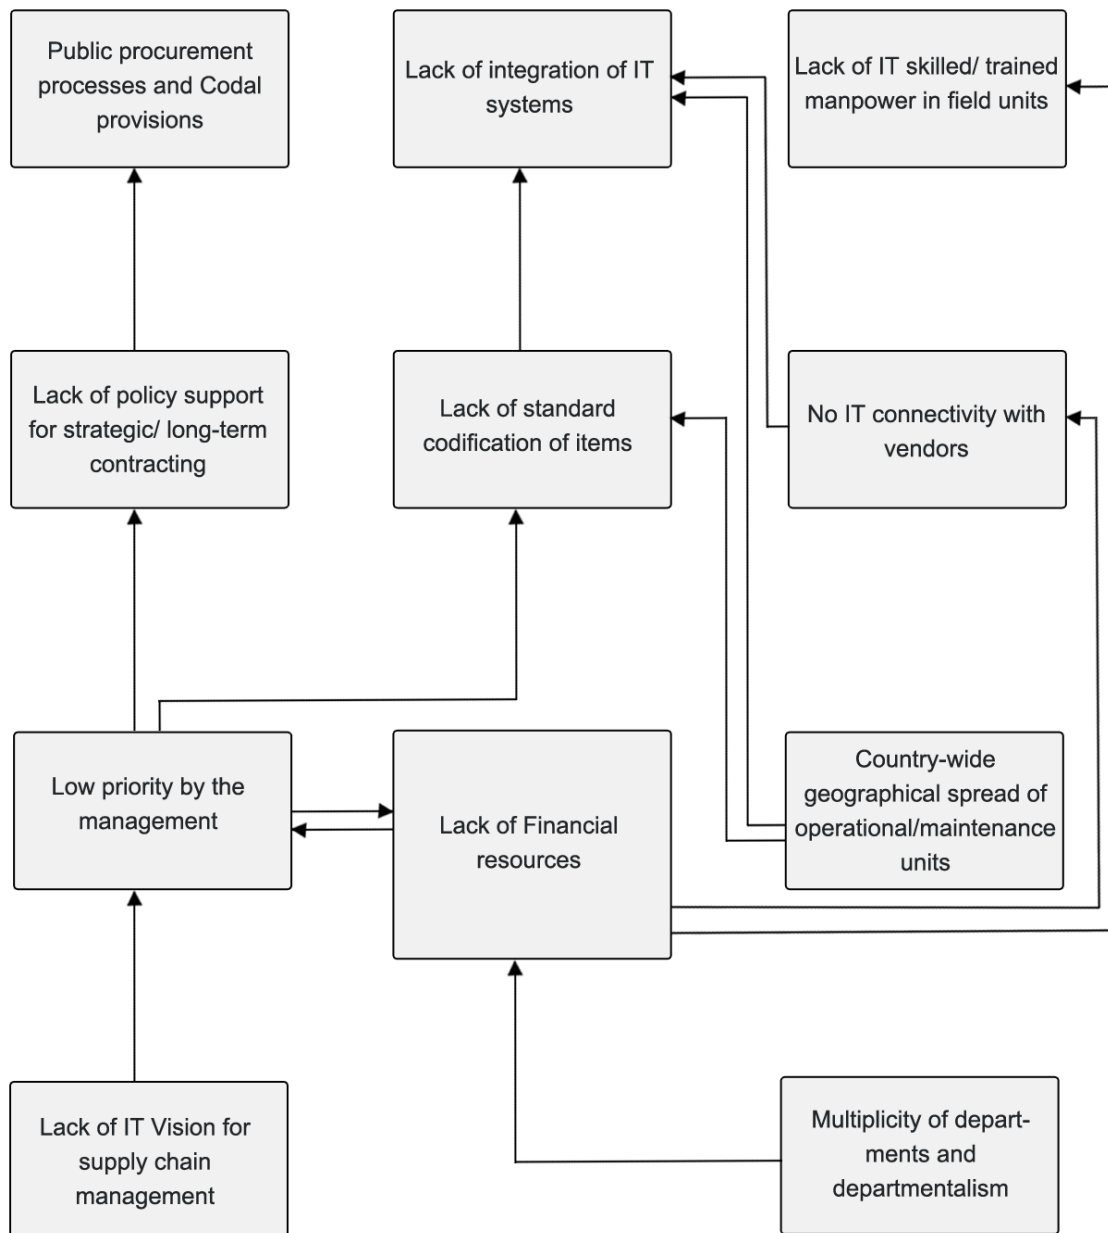 Public procurement
processes and Codal
provisions
Lack of integration of IT
systems
Lack of IT skilled/ trained
manpower in field units
Lack of policy support
for strategic/ long-term
contracting
Lack of standard
codification of items
No IT connectivity with
vendors
Low priority by the
management
Lack of Financial
resources
Country-wide
geographical spread of
operational/maintenance
units
Lack of IT Vision for
supply chain
management
Multiplicity of depart-
ments and
departmentalism